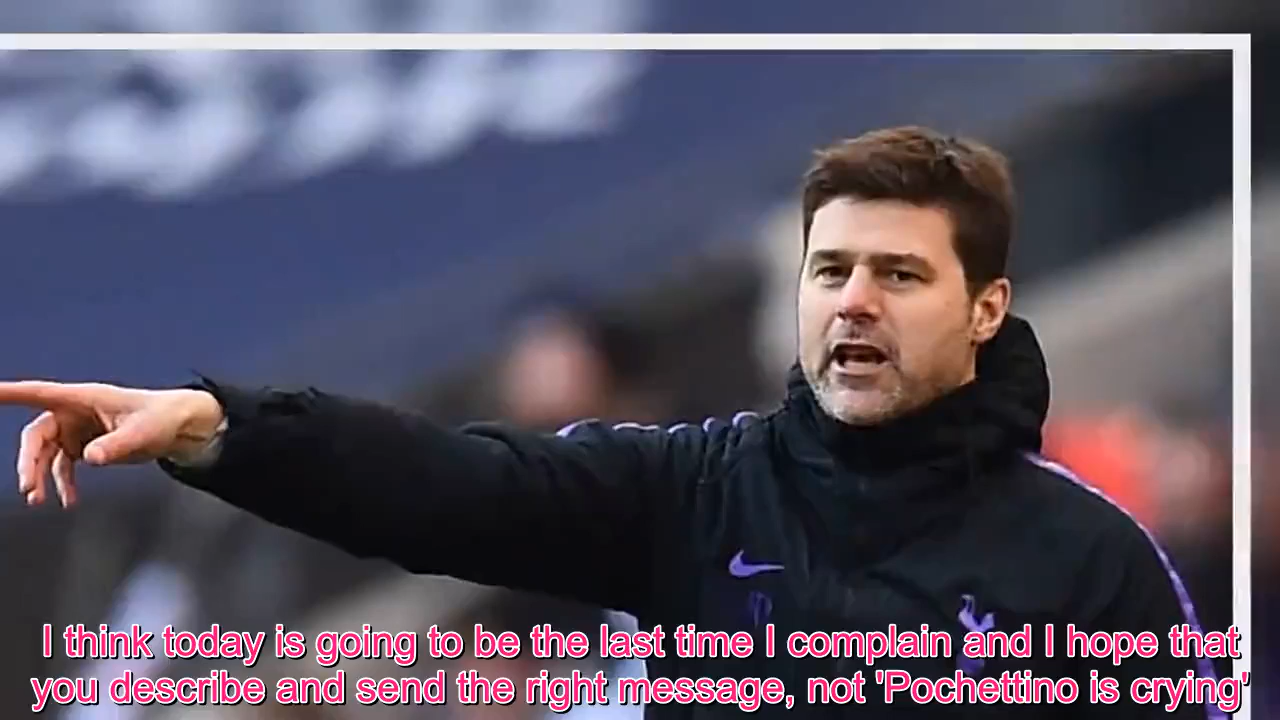 I think today is going to be the last time I complain and I hope that
you describe and send the right message, not 'Pochettino is crying'